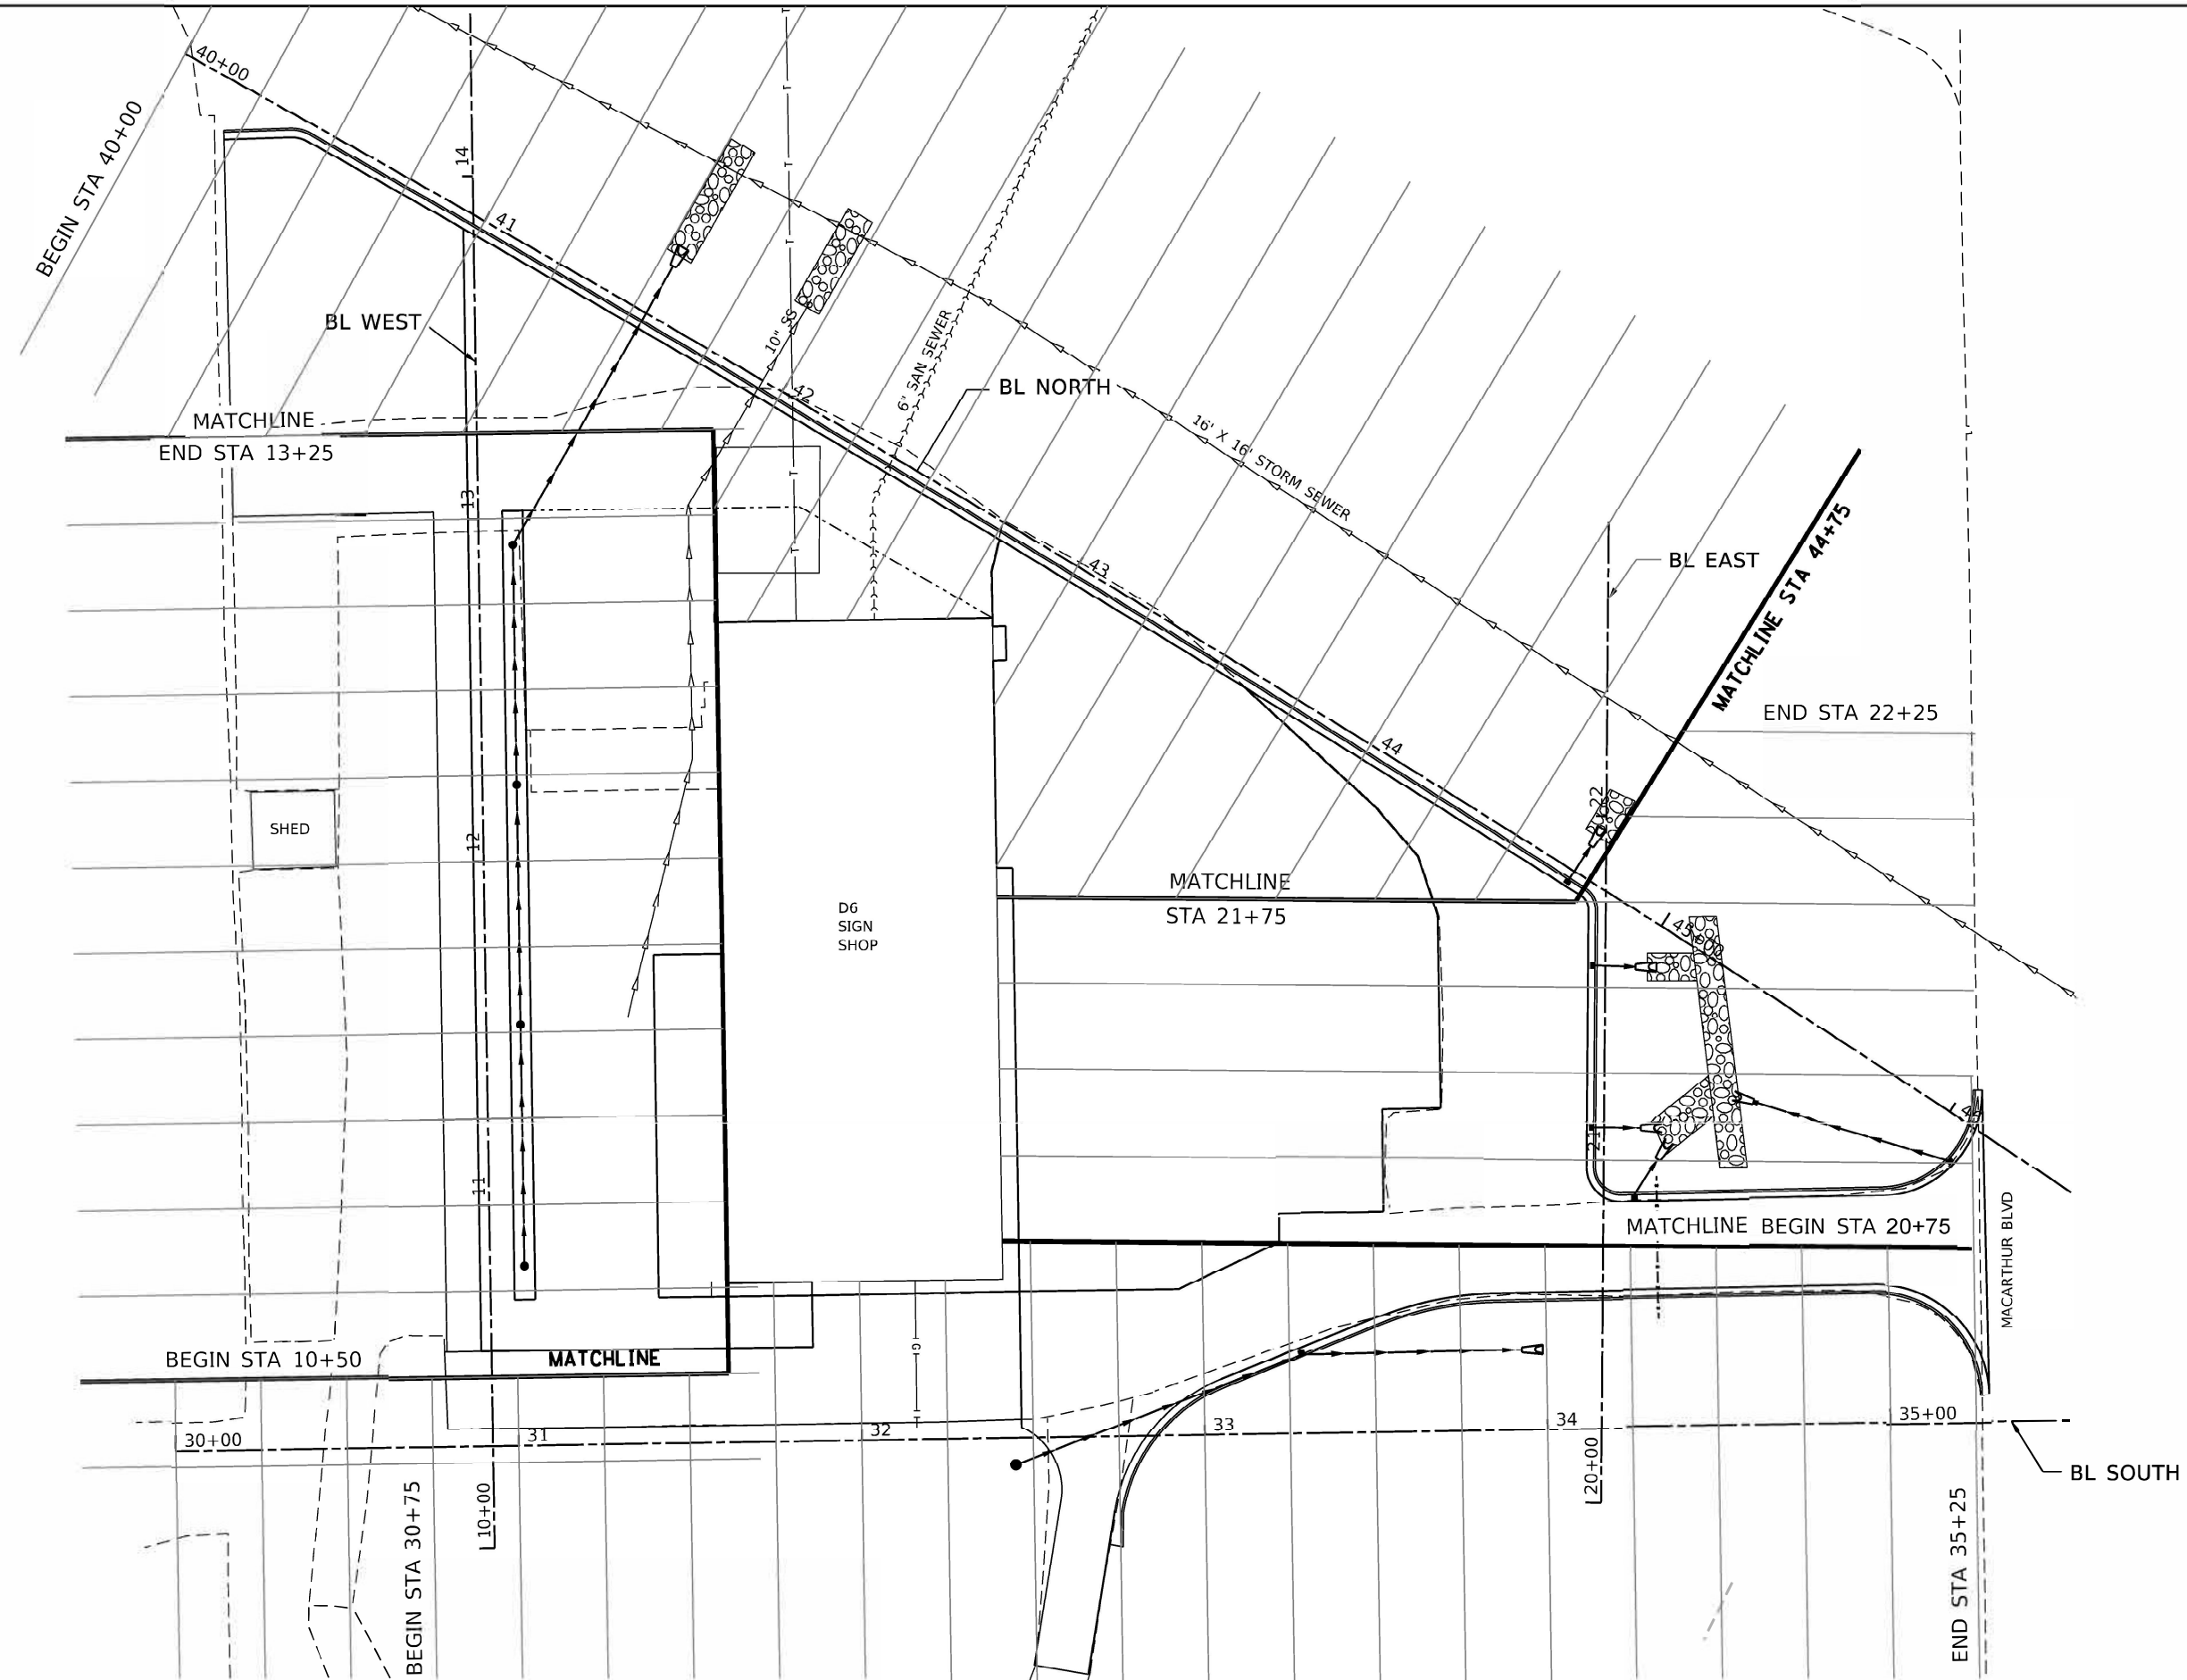 40+00
BEGIN STA 40+00
14
41
BL WEST
10" SS
42
6" SAN SEWER
BL NORTH
16' X 16' STORM SEWER
MATCHLINE
END STA 13+25
13
43
BL EAST
MATCHLINE STA 44+75
END STA 22+25
44
22
SHED
12
D6
SIGN
SHOP
MATCHLINE
STA 21+75
45+00
21
11
MATCHLINE BEGIN STA 20+75
MACARTHUR BLVD
BEGIN STA 10+50
MATCHLINE
30+00
31
32
33
34
35+00
BL SOUTH
BEGIN STA 30+75
10+00
20+00
END STA 35+25
T
T
T
T
T
T
G